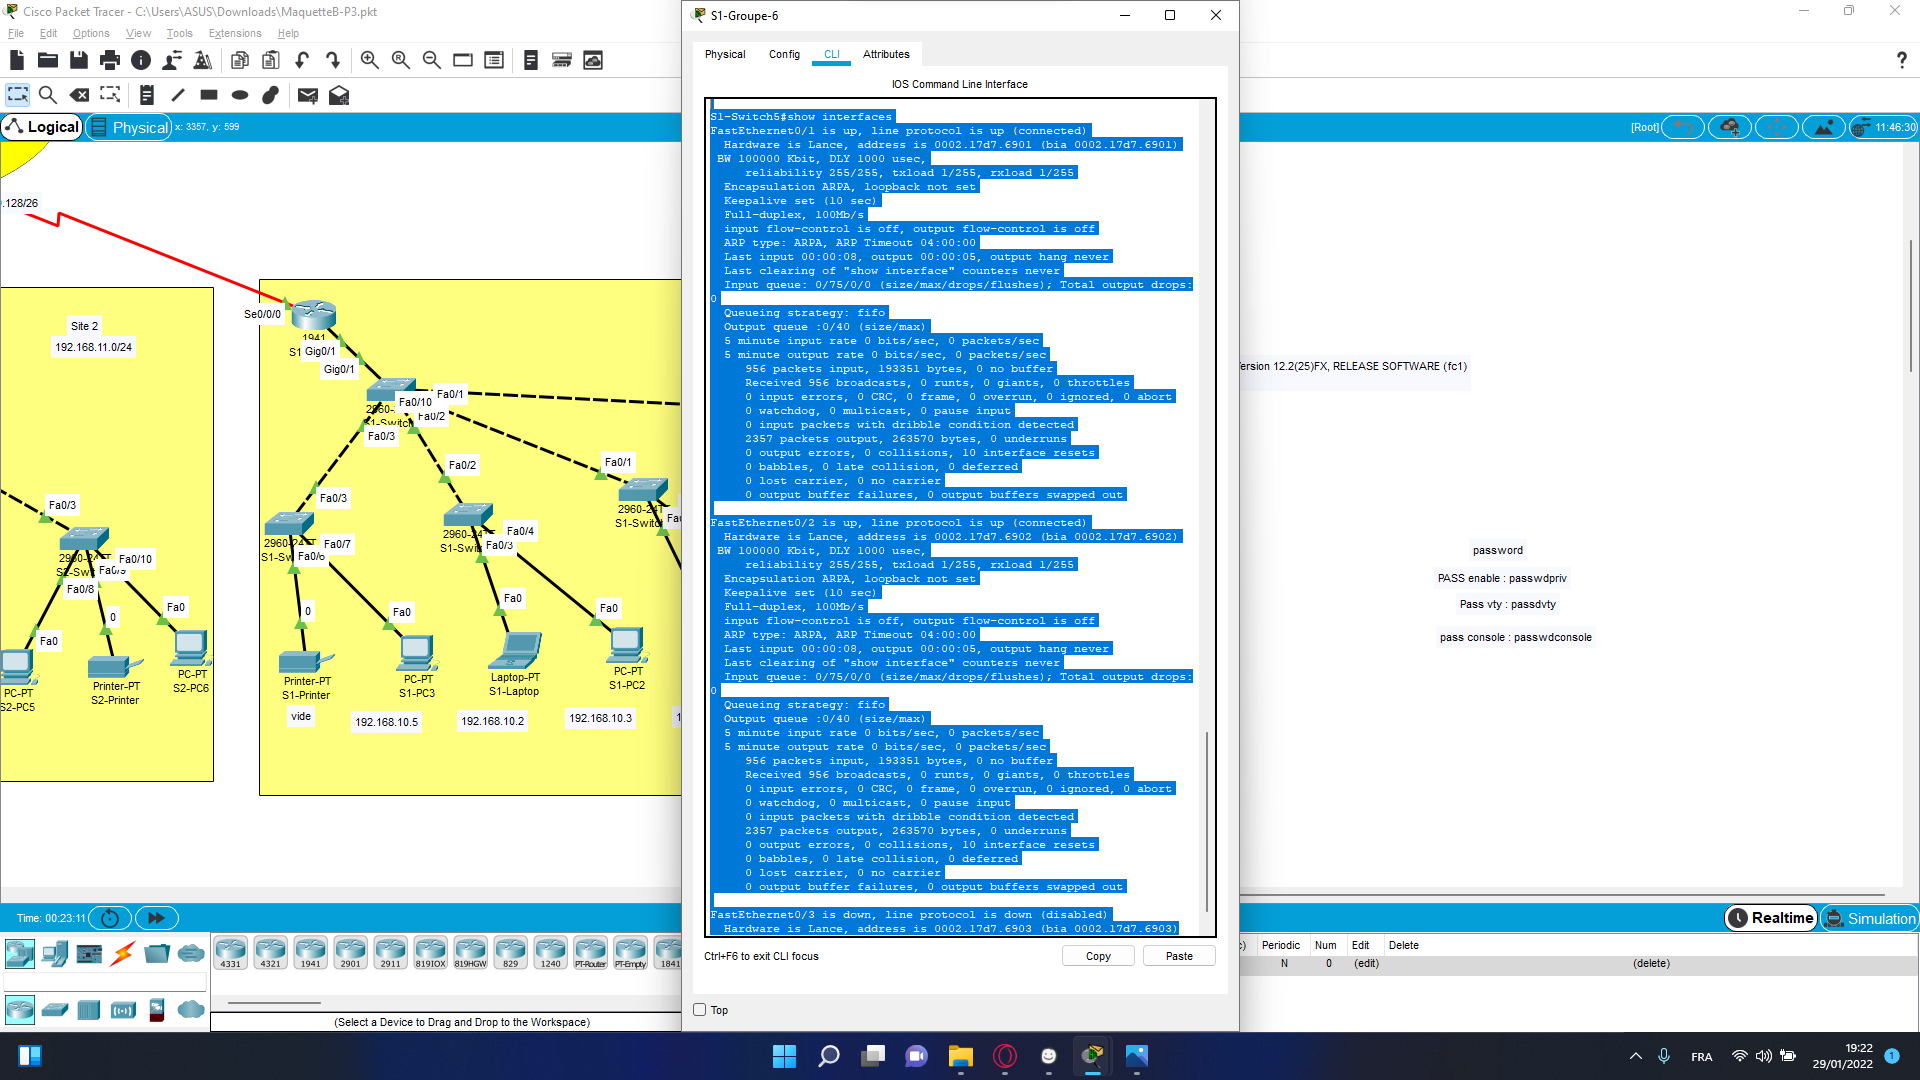 Cisco Packet Tracer - C:\Users\ASUS\Downloads\MaquetteB-P3.pkt
File Edit Options View Tools Extensions Help
Logical Physical x: 3357, y: 599
[Root] 11:46:30
.128/26
Site 2
192.168.11.0/24
Se0/0/0
1941
S1
Gig0/1
Gig0/1
Fa0/10
Fa0/1
Fa0/2
S1-Switch
Fa0/3
Fa0/2
Fa0/1
Fa0/3
2960-24T
S1-Switc
Fa0/3
Fa0/4
S1-Swit
Fa0/3
Fa0/7
Fa0/6
S1-Sw
Fa0/10
Fa0/9
Fa0/8
0
Fa0
Fa0
0
Fa0
Fa0
Fa0
PC-PT
S2-PC5
Printer-PT
S2-Printer
PC-PT
S2-PC6
Printer-PT
S1-Printer
PC-PT
S1-PC3
Laptop-PT
S1-Laptop
PC-PT
S1-PC2
vide
192.168.10.5
192.168.10.2
192.168.10.3
S1-Groupe-6
Physical Config CLI Attributes
IOS Command Line Interface
S1-Switch5#show interfaces
FastEthernet0/1 is up, line protocol is up (connected)
Hardware is Lance, address is 0002.17d7.6901 (bia 0002.17d7.6901)
BW 100000 Kbit, DLY 1000 usec,
reliability 255/255, txload 1/255, rxload 1/255
Encapsulation ARPA, loopback not set
Keepalive set (10 sec)
Full-duplex, 100Mb/s
input flow-control is off, output flow-control is off
ARP type: ARPA, ARP Timeout 04:00:00
Last input 00:00:08, output 00:00:05, output hang never
Last clearing of "show interface" counters never
Input queue: 0/75/0/0 (size/max/drops/flushes); Total output drops:
0
Queueing strategy: fifo
Output queue :0/40 (size/max)
5 minute input rate 0 bits/sec, 0 packets/sec
5 minute output rate 0 bits/sec, 0 packets/sec
956 packets input, 193351 bytes, 0 no buffer
Received 956 broadcasts, 0 runts, 0 giants, 0 throttles
0 input errors, 0 CRC, 0 frame, 0 overrun, 0 ignored, 0 abort
0 watchdog, 0 multicast, 0 pause input
0 input packets with dribble condition detected
2357 packets output, 263570 bytes, 0 underruns
0 output errors, 0 collisions, 10 interface resets
0 babbles, 0 late collision, 0 deferred
0 lost carrier, 0 no carrier
0 output buffer failures, 0 output buffers swapped out
FastEthernet0/2 is up, line protocol is up (connected)
Hardware is Lance, address is 0002.17d7.6902 (bia 0002.17d7.6902)
BW 100000 Kbit, DLY 1000 usec,
reliability 255/255, txload 1/255, rxload 1/255
Encapsulation ARPA, loopback not set
Keepalive set (10 sec)
Full-duplex, 100Mb/s
input flow-control is off, output flow-control is off
ARP type: ARPA, ARP Timeout 04:00:00
Last input 00:00:08, output 00:00:05, output hang never
Last clearing of "show interface" counters never
Input queue: 0/75/0/0 (size/max/drops/flushes); Total output drops:
0
Queueing strategy: fifo
Output queue :0/40 (size/max)
5 minute input rate 0 bits/sec, 0 packets/sec
5 minute output rate 0 bits/sec, 0 packets/sec
956 packets input, 193351 bytes, 0 no buffer
Received 956 broadcasts, 0 runts, 0 giants, 0 throttles
0 input errors, 0 CRC, 0 frame, 0 overrun, 0 ignored, 0 abort
0 watchdog, 0 multicast, 0 pause input
0 input packets with dribble condition detected
2357 packets output, 263570 bytes, 0 underruns
0 output errors, 0 collisions, 10 interface resets
0 babbles, 0 late collision, 0 deferred
0 lost carrier, 0 no carrier
0 output buffer failures, 0 output buffers swapped out
FastEthernet0/3 is down, line protocol is down (disabled)
Hardware is Lance, address is 0002.17d7.6903 (bia 0002.17d7.6903)
Ctrl+F6 to exit CLI focus
Copy Paste
Top
ersion 12.2(25)FX, RELEASE SOFTWARE (fc1)
password
PASS enable : passwdpriv
Pass vty : passdvty
pass console : passwdconsole
Time: 00:23:11
Realtime Simulation
Periodic Num Edit Delete
N 0 (edit) (delete)
4331 4321 1941 2901 2911 819IOX 819HGW 829 1240 PT-Router PT-Empty 1841
(Select a Device to Drag and Drop to the Workspace)
FRA
19:22
29/01/2022
1